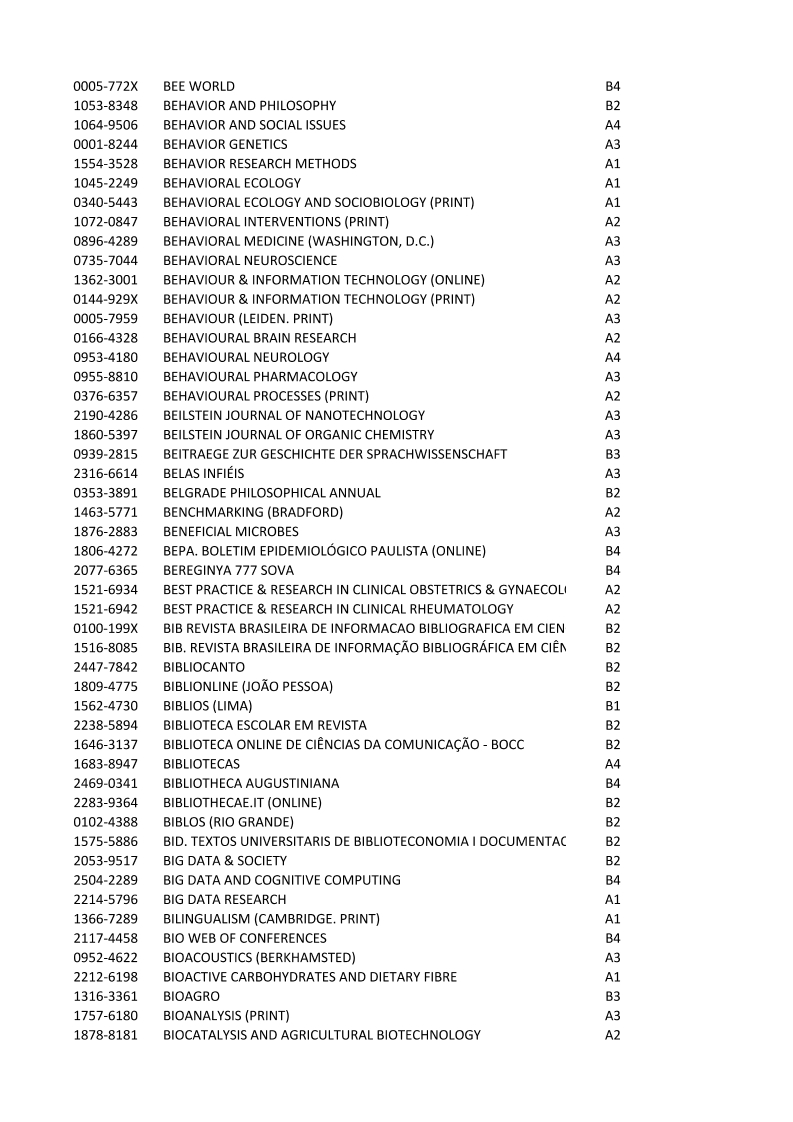 0005-772X BEE WORLD B4
1053-8348 BEHAVIOR AND PHILOSOPHY B2
1064-9506 BEHAVIOR AND SOCIAL ISSUES A4
0001-8244 BEHAVIOR GENETICS A3
1554-3528 BEHAVIOR RESEARCH METHODS A1
1045-2249 BEHAVIORAL ECOLOGY A1
0340-5443 BEHAVIORAL ECOLOGY AND SOCIOBIOLOGY (PRINT) A1
1072-0847 BEHAVIORAL INTERVENTIONS (PRINT) A2
0896-4289 BEHAVIORAL MEDICINE (WASHINGTON, D.C.) A3
0735-7044 BEHAVIORAL NEUROSCIENCE A3
1362-3001 BEHAVIOUR & INFORMATION TECHNOLOGY (ONLINE) A2
0144-929X BEHAVIOUR & INFORMATION TECHNOLOGY (PRINT) A2
0005-7959 BEHAVIOUR (LEIDEN. PRINT) A3
0166-4328 BEHAVIOURAL BRAIN RESEARCH A2
0953-4180 BEHAVIOURAL NEUROLOGY A4
0955-8810 BEHAVIOURAL PHARMACOLOGY A3
0376-6357 BEHAVIOURAL PROCESSES (PRINT) A2
2190-4286 BEILSTEIN JOURNAL OF NANOTECHNOLOGY A3
1860-5397 BEILSTEIN JOURNAL OF ORGANIC CHEMISTRY A3
0939-2815 BEITRAEGE ZUR GESCHICHTE DER SPRACHWISSENSCHAFT B3
2316-6614 BELAS INFIÉIS A3
0353-3891 BELGRADE PHILOSOPHICAL ANNUAL B2
1463-5771 BENCHMARKING (BRADFORD) A2
1876-2883 BENEFICIAL MICROBES A3
1806-4272 BEPA. BOLETIM EPIDEMIOLÓGICO PAULISTA (ONLINE) B4
2077-6365 BEREGINYA 777 SOVA B4
1521-6934 BEST PRACTICE & RESEARCH IN CLINICAL OBSTETRICS & GYNAECOL A2
1521-6942 BEST PRACTICE & RESEARCH IN CLINICAL RHEUMATOLOGY A2
0100-199X BIB REVISTA BRASILEIRA DE INFORMACAO BIBLIOGRAFICA EM CIEN B2
1516-8085 BIB. REVISTA BRASILEIRA DE INFORMAÇÃO BIBLIOGRÁFICA EM CIÊN B2
2447-7842 BIBLIOCANTO B2
1809-4775 BIBLIONLINE (JOÃO PESSOA) B2
1562-4730 BIBLIOS (LIMA) B1
2238-5894 BIBLIOTECA ESCOLAR EM REVISTA B2
1646-3137 BIBLIOTECA ONLINE DE CIÊNCIAS DA COMUNICAÇÃO - BOCC B2
1683-8947 BIBLIOTECAS A4
2469-0341 BIBLIOTHECA AUGUSTINIANA B4
2283-9364 BIBLIOTHECAE.IT (ONLINE) B2
0102-4388 BIBLOS (RIO GRANDE) B2
1575-5886 BID. TEXTOS UNIVERSITARIS DE BIBLIOTECONOMIA I DOCUMENTAC B2
2053-9517 BIG DATA & SOCIETY B2
2504-2289 BIG DATA AND COGNITIVE COMPUTING B4
2214-5796 BIG DATA RESEARCH A1
1366-7289 BILINGUALISM (CAMBRIDGE. PRINT) A1
2117-4458 BIO WEB OF CONFERENCES B4
0952-4622 BIOACOUSTICS (BERKHAMSTED) A3
2212-6198 BIOACTIVE CARBOHYDRATES AND DIETARY FIBRE A1
1316-3361 BIOAGRO B3
1757-6180 BIOANALYSIS (PRINT) A3
1878-8181 BIOCATALYSIS AND AGRICULTURAL BIOTECHNOLOGY A2